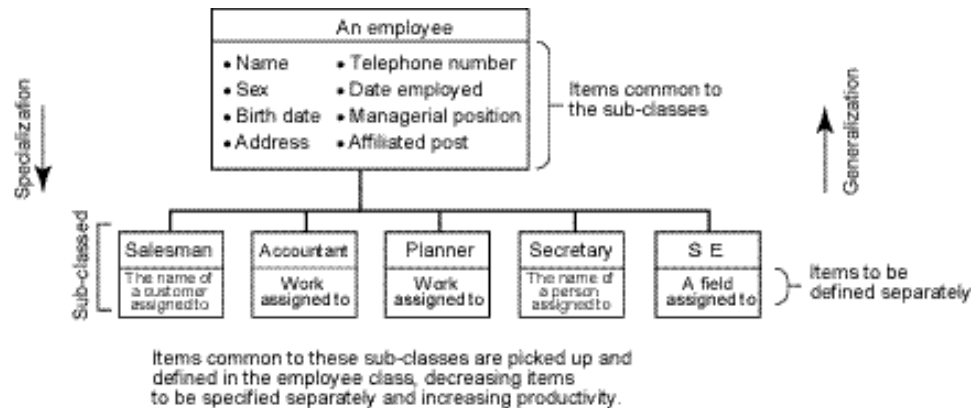 An employee
• Name
• Sex
• Birth date
• Address
• Telephone number
• Date employed
• Managerial position
• Affiliated post
Items common to
the sub-classes
Specialization
Generalization
Sub-classed
Salesman
The name of
a customer
assigned to
Accountant
Work
assigned to
Planner
Work
assigned to
Secretary
The name of
a person
assigned to
S E
A field
assigned to
Items to be
defined separately
Items common to these sub-classes are picked up and
defined in the employee class, decreasing items
to be specified separately and increasing productivity.